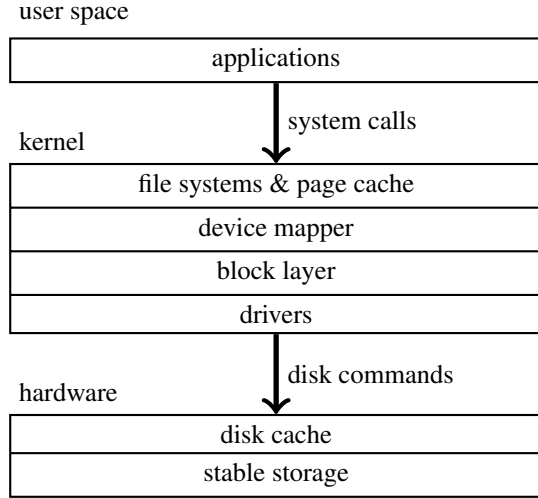 user space
applications
system calls
kernel
file systems & page cache
device mapper
block layer
drivers
disk commands
hardware
disk cache
stable storage